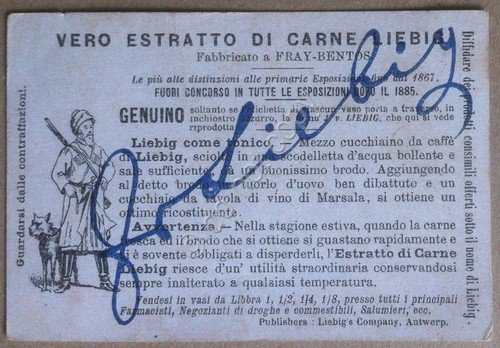 VERO ESTRATTO DI CARNE LIEBIG
Fabbricato a FRAY-BENTOS
Le più alte distinzioni alle primarie Esposizioni fino dal 1867.
FUORI CONCORSO IN TUTTE LE ESPOSIZIONI DOPO IL 1885.
GENUINO soltanto se l'etichetta di ciascun vaso porta a traverso, in
inchiostro azzurro, la firma J. v. LIEBIG, che qui si vede
riprodotta.
Liebig come tonico. — Mezzo cucchiaino da caffè
di Liebig, sciolto in una scodelletta d'acqua bollente e
sale sufficiente, dà un buonissimo brodo. Aggiungendo
al detto brodo un tuorlo d'uovo ben dibattuto e un
cucchiaio da tavola di vino di Marsala, si ottiene un
ottimo ricostituente.
Avvertenza. — Nella stagione estiva, quando la carne
fresca ed il brodo che si ottiene si guastano rapidamente e
si è sovente obbligati a disperderli, l'Estratto di Carne
Liebig riesce d'un' utilità straordinaria conservandosi
sempre inalterato a qualsiasi temperatura.
Vendesi in vasi da Libbra 1, 1/2, 1/4, 1/8, presso tutti i principali
Farmacisti, Negozianti di droghe e commestibili, Salumieri, ecc.
Publishers : Liebig's Company, Antwerp.
Guardarsi dalle contraffazioni.
Diffidare dei prodotti consimili offerti sotto il nome di Liebig.
J v Liebig